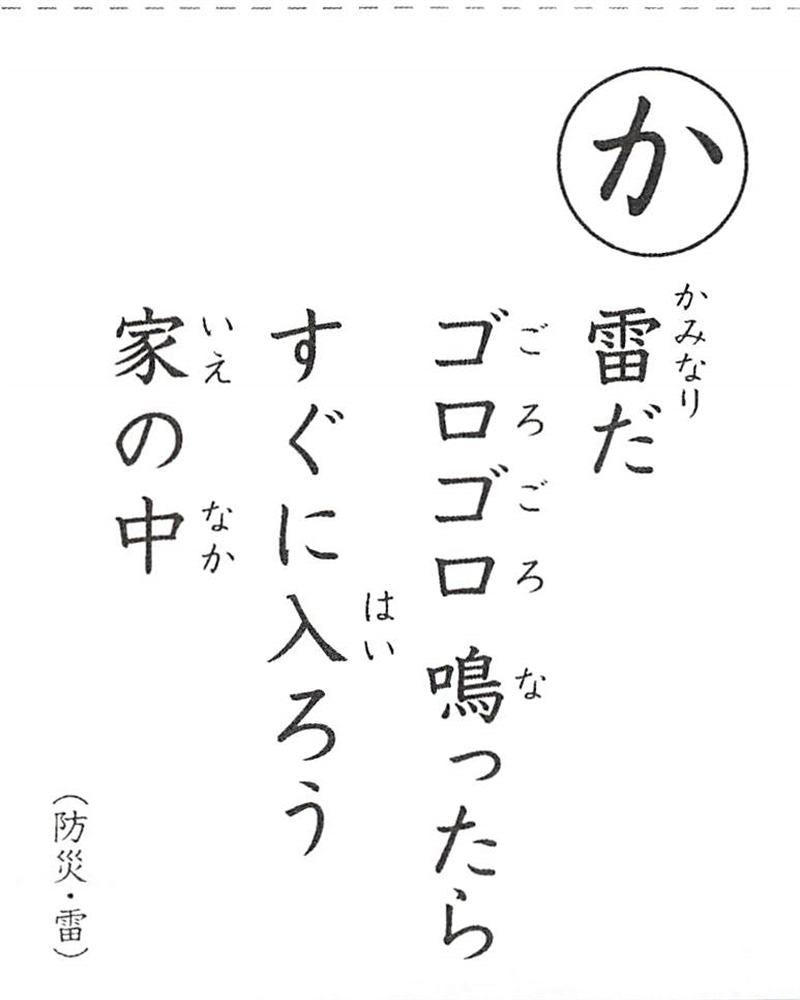 か
雷だ
かみなり
ゴロゴロ鳴ったら
ごろごろ な
すぐに入ろう
はい
家の中
いえ なか
（防災・雷）